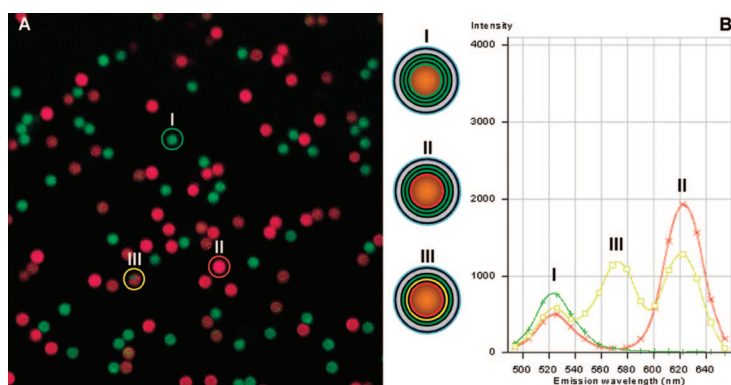 A
I
II
III
I
II
III
Intensity
B
4000
3000
2000
1000
0
I
III
II
500 520 540 560 580 600 620 640
Emission wavelength (nm)